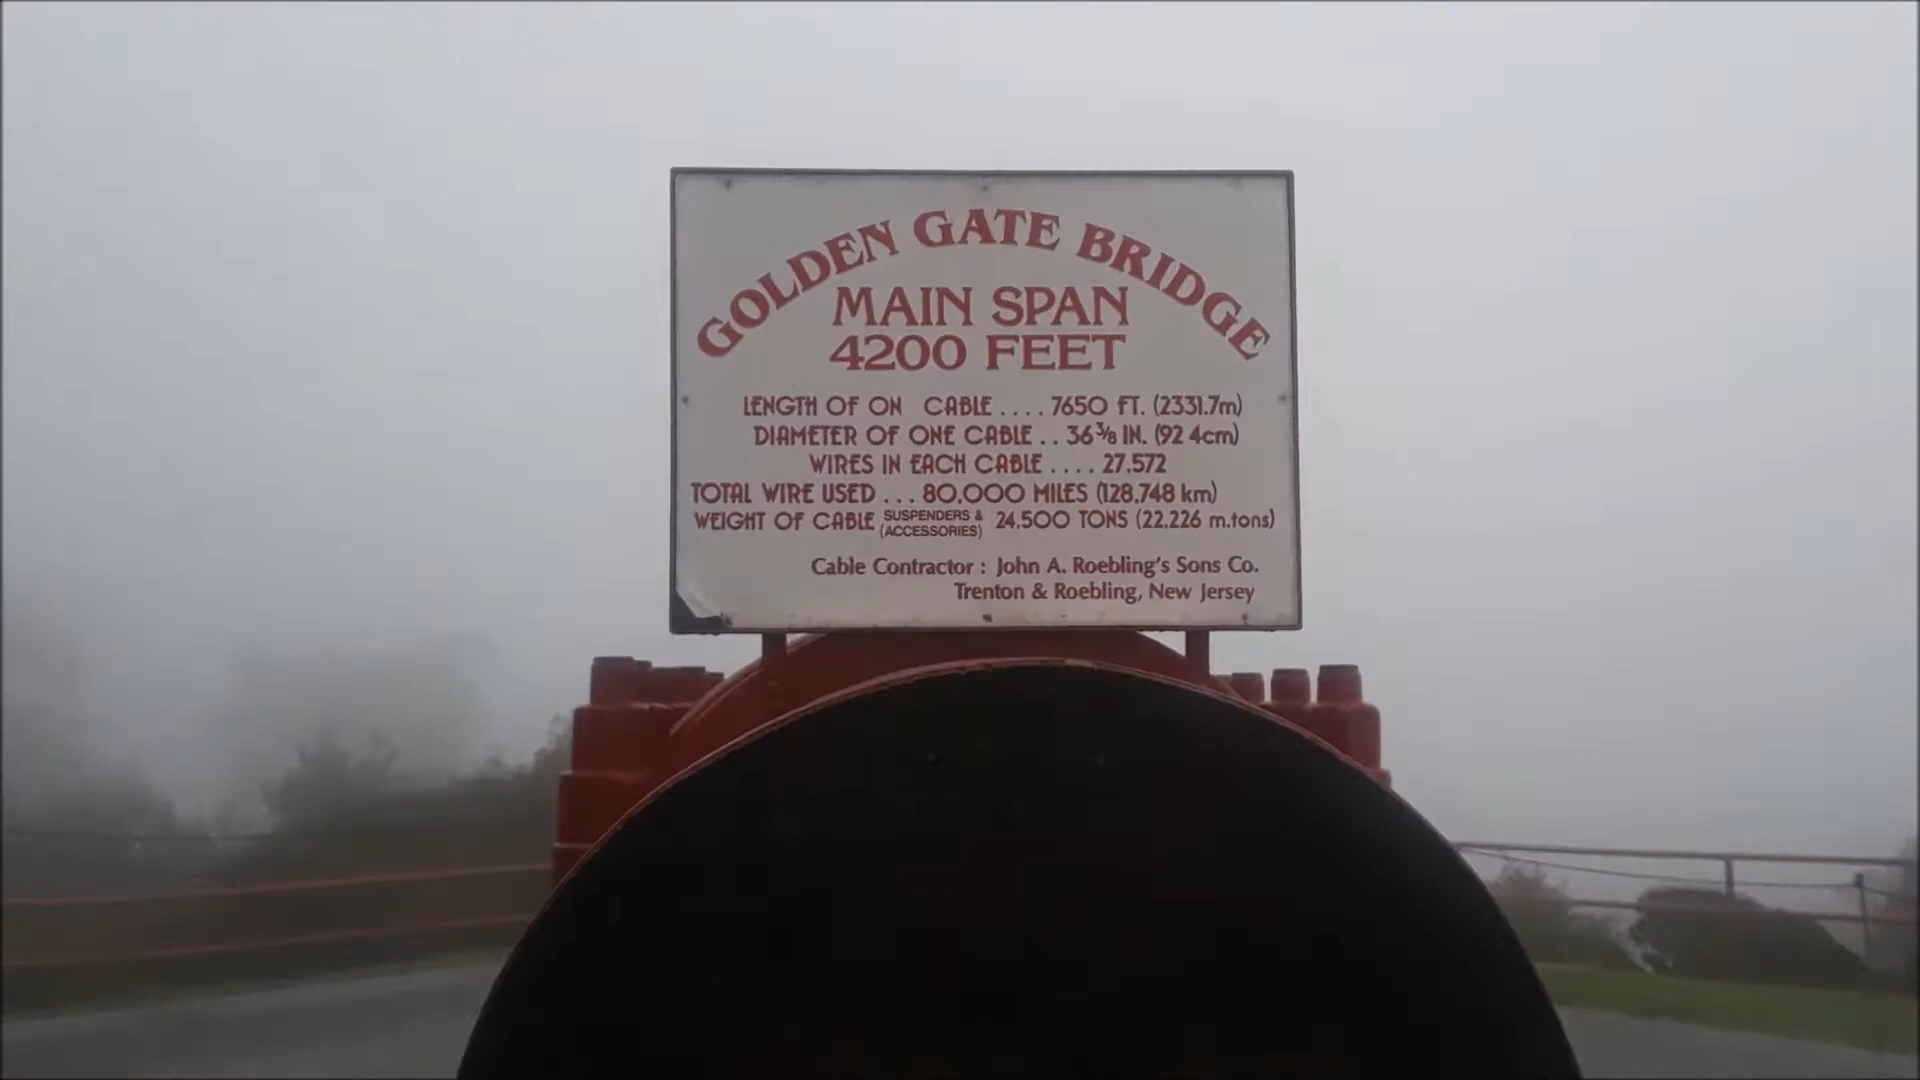 GOLDEN GATE BRIDGE
MAIN SPAN
4200 FEET
LENGTH OF ON CABLE .... 7650 FT. (2331.7m)
DIAMETER OF ONE CABLE .. 36 3/8 IN. (92 4cm)
WIRES IN EACH CABLE .... 27,572
TOTAL WIRE USED ... 80,000 MILES (128,748 km)
WEIGHT OF CABLE SUSPENDERS & (ACCESSORIES) 24,500 TONS (22,226 m.tons)
Cable Contractor : John A. Roebling's Sons Co.
Trenton & Roebling, New Jersey